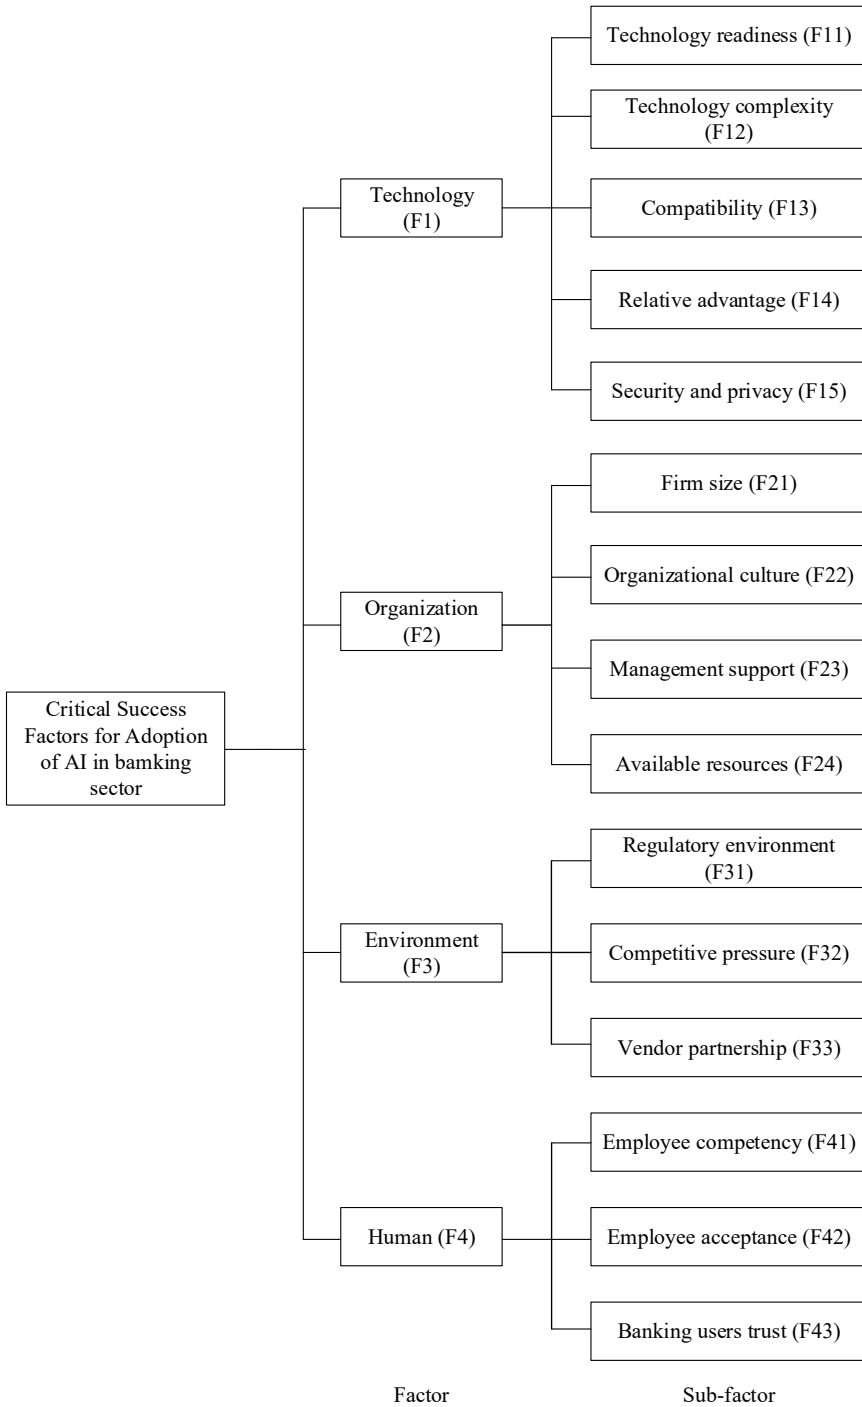 Technology readiness (F11)
Technology complexity
(F12)
Technology
(F1)
Compatibility (F13)
Relative advantage (F14)
Security and privacy (F15)
Firm size (F21)
Organizational culture (F22)
Organization
(F2)
Management support (F23)
Available resources (F24)
Critical Success
Factors for Adoption
of AI in bamking
sector
Regulatory environment
(F31)
Environment
(F3)
Competitive pressure (F32)
Vendor partnership (F33)
Employee competency (F41)
Human (F4)
Employee acceptance (F42)
Banking users trust (F43)
Factor
Sub-factor